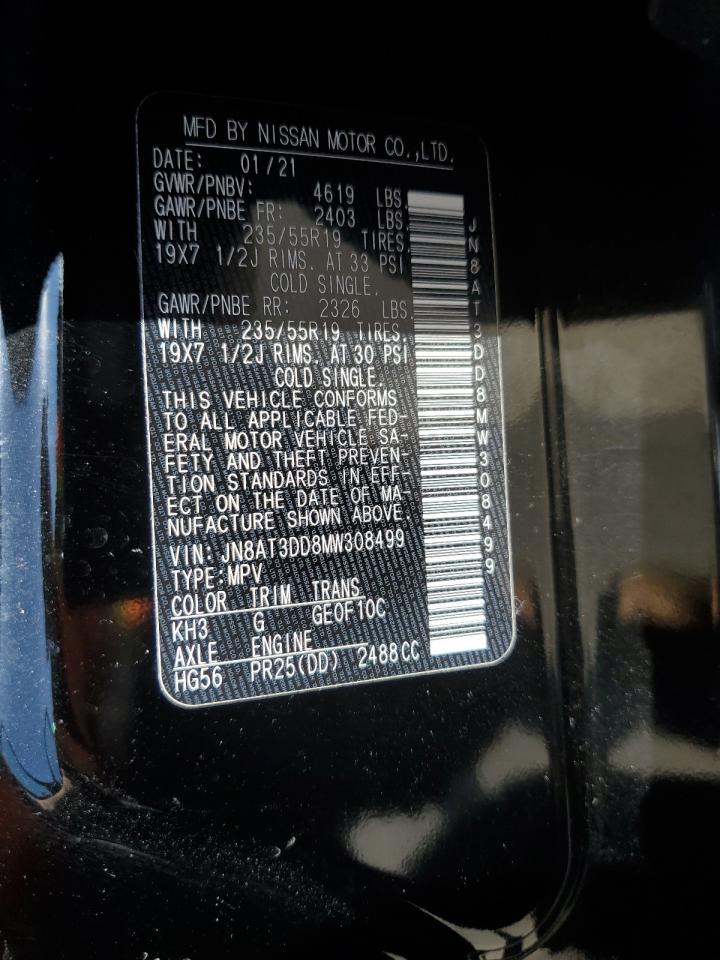 MFD BY NISSAN MOTOR CO.,LTD.
DATE: 01/21
GVWR/PNBV: 4619 LBS.
GAWR/PNBE FR: 2403 LBS.
WITH 235/55R19 TIRES.
19X7 1/2J RIMS. AT 33 PSI
COLD SINGLE.
GAWR/PNBE RR: 2326 LBS.
WITH 235/55R19 TIRES.
19X7 1/2J RIMS. AT 30 PSI
COLD SINGLE.
THIS VEHICLE CONFORMS
TO ALL APPLICABLE FED-
ERAL MOTOR VEHICLE SA-
FETY AND THEFT PREVEN-
TION STANDARDS IN EFF-
ECT ON THE DATE OF MA-
NUFACTURE SHOWN ABOVE.
VIN: JN8AT3DD8MW308499
TYPE:MPV
COLOR TRIM TRANS
KH3 G GE0F10C
AXLE ENGINE
HG56 PR25(DD) 2488CC
JN8AT3DD8MW308499